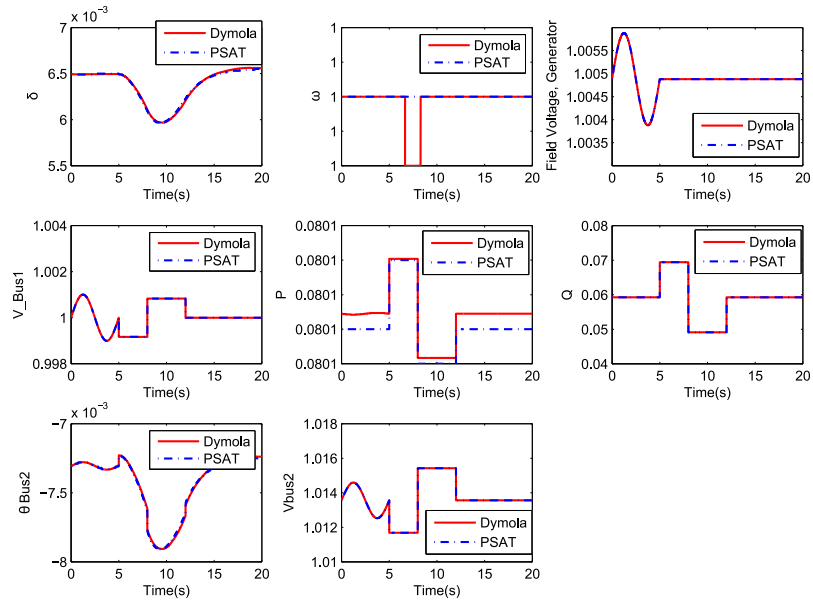 7 x 10⁻³
6.5
6
5.5
δ
0 5 10 15 20
Time(s)
Dymola
PSAT
1
1
1
1
1
ω
0 5 10 15 20
Time(s)
Dymola
PSAT
1.0055
1.005
1.0045
1.004
1.0035
Field Voltage, Generator
0 5 10 15 20
Time(s)
Dymola
PSAT
1.004
1.002
1
0.998
V_Bus1
0 5 10 15 20
Time(s)
Dymola
PSAT
0.0801
0.0801
0.0801
0.0801
0.0801
P
0 5 10 15 20
Time(s)
Dymola
PSAT
0.08
0.07
0.06
0.05
0.04
Q
0 5 10 15 20
Time(s)
Dymola
PSAT
−7 x 10⁻³
−7.5
−8
θ Bus2
0 5 10 15 20
Time(s)
Dymola
PSAT
1.018
1.016
1.014
1.012
1.01
Vbus2
0 5 10 15 20
Time(s)
Dymola
PSAT